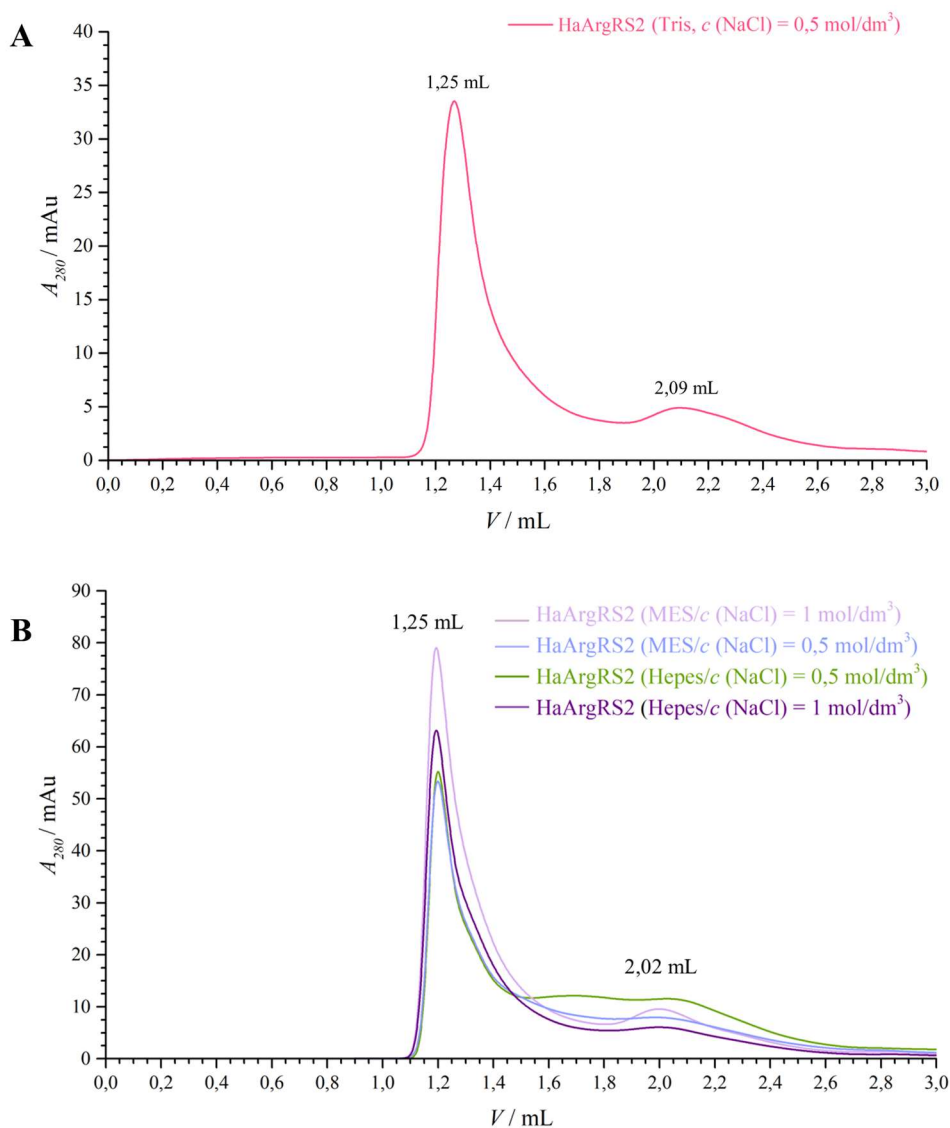 A
HaArgRS2 (Tris, c (NaCl) = 0,5 mol/dm³)
40
35
30
25
20
15
10
5
0
A₂₈₀ / mAu
1,25 mL
2,09 mL
0,0 0,2 0,4 0,6 0,8 1,0 1,2 1,4 1,6 1,8 2,0 2,2 2,4 2,6 2,8 3,0
V / mL
B
HaArgRS2 (MES/c (NaCl) = 1 mol/dm³)
HaArgRS2 (MES/c (NaCl) = 0,5 mol/dm³)
HaArgRS2 (Hepes/c (NaCl) = 0,5 mol/dm³)
HaArgRS2 (Hepes/c (NaCl) = 1 mol/dm³)
90
80
70
60
50
40
30
20
10
0
A₂₈₀ / mAu
1,25 mL
2,02 mL
0,0 0,2 0,4 0,6 0,8 1,0 1,2 1,4 1,6 1,8 2,0 2,2 2,4 2,6 2,8 3,0
V / mL